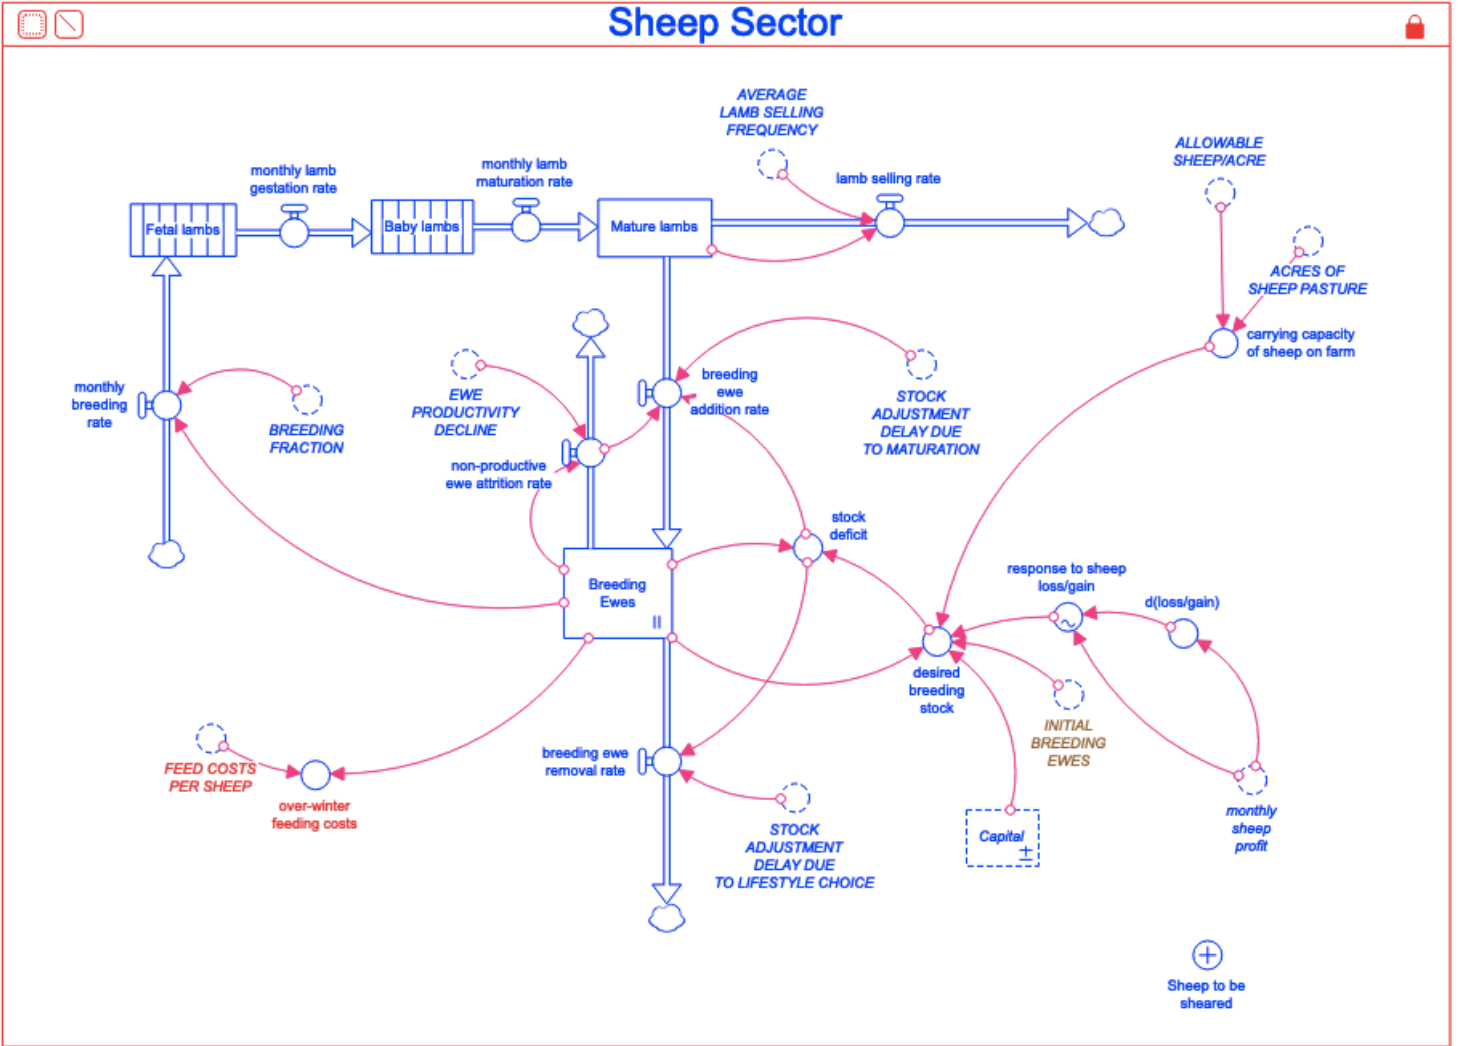 Sheep Sector
AVERAGE
LAMB SELLING
FREQUENCY
ALLOWABLE
SHEEP/ACRE
monthly lamb
gestation rate
monthly lamb
maturation rate
lamb selling rate
Fetal lambs
Baby lambs
Mature lambs
ACRES OF
SHEEP PASTURE
carrying capacity
of sheep on farm
monthly
breeding
rate
BREEDING
FRACTION
EWE
PRODUCTIVITY
DECLINE
breeding
ewe
addition rate
STOCK
ADJUSTMENT
DELAY DUE
TO MATURATION
non-productive
ewe attrition rate
stock
deficit
Breeding
Ewes
response to sheep
loss/gain
d(loss/gain)
desired
breeding
stock
INITIAL
BREEDING
EWES
breeding ewe
removal rate
FEED COSTS
PER SHEEP
over-winter
feeding costs
STOCK
ADJUSTMENT
DELAY DUE
TO LIFESTYLE CHOICE
Capital
monthly
sheep
profit
Sheep to be
sheared